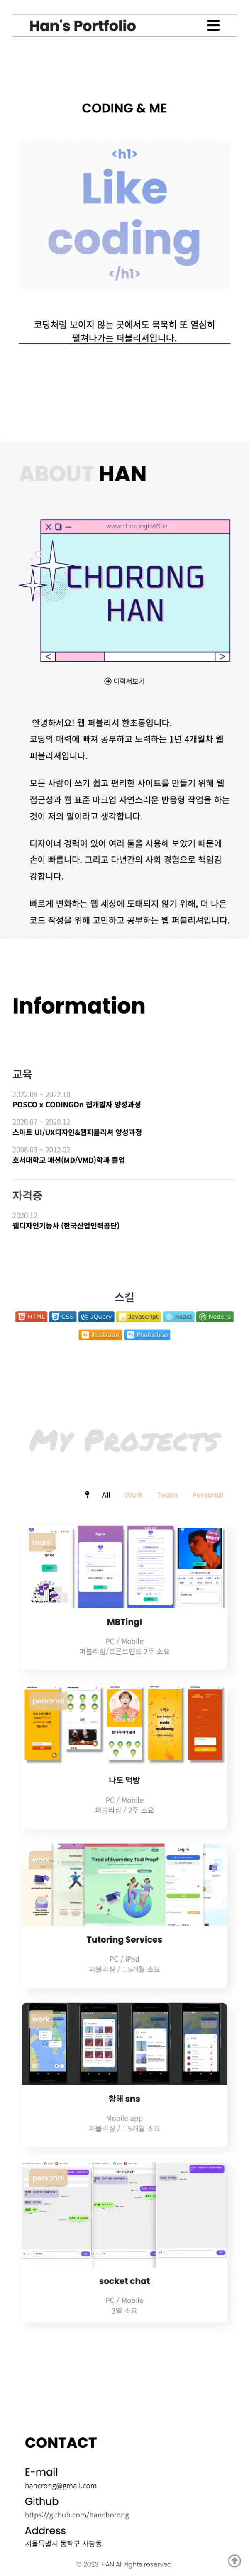 Han's Portfolio
CODING & ME
<h1>
Like
coding
</h1>
코딩처럼 보이지 않는 곳에서도 묵묵히 또 열심히
펼쳐나가는 퍼블리셔입니다.
ABOUT HAN
www.chorongHAN.kr
CHORONG
HAN
이력서보기
안녕하세요! 웹 퍼블리셔 한초롱입니다.
코딩의 매력에 빠져 공부하고 노력하는 1년 4개월차 웹
퍼블리셔입니다.
모든 사람이 쓰기 쉽고 편리한 사이트를 만들기 위해 웹
접근성과 웹 표준 마크업 자연스러운 반응형 작업을 하는
것이 저의 일이라고 생각합니다.
디자이너 경력이 있어 여러 툴을 사용해 보았기 때문에
손이 빠릅니다. 그리고 다년간의 사회 경험으로 책임감
강합니다.
빠르게 변화하는 웹 세상에 도태되지 않기 위해, 더 나은
코드 작성을 위해 고민하고 공부하는 웹 퍼블리셔입니다.
Information
교육
2022.08 ~ 2022.10
POSCO x CODINGOn 웹개발자 양성과정
2020.07 ~ 2020.12
스마트 UI/UX디자인&웹퍼블리셔 양성과정
2008.03 ~ 2012.02
호서대학교 패션(MD/VMD)학과 졸업
자격증
2020.12
웹디자인기능사 (한국산업인력공단)
스킬
HTML CSS JQuery Javascript React Node.js
Illustrator Photoshop
My Projects
All Work Team Personal
team
MBTingI
PC / Mobile
퍼블리싱/프론트엔드 2주 소요
personal
나도 먹방
PC / Mobile
퍼블리싱 / 2주 소요
work
Tired of Everyday Test Prep?
Log in
Tutoring Services
PC / iPad
퍼블리싱 / 1.5개월 소요
work
항해 sns
Mobile app
퍼블리싱 / 1.5개월 소요
personal
socket chat
PC / Mobile
3일 소요
CONTACT
E-mail
hancrong@gmail.com
Github
https://github.com/hanchorong
Address
서울특별시 동작구 사당동
© 2023. HAN All rights reserved.